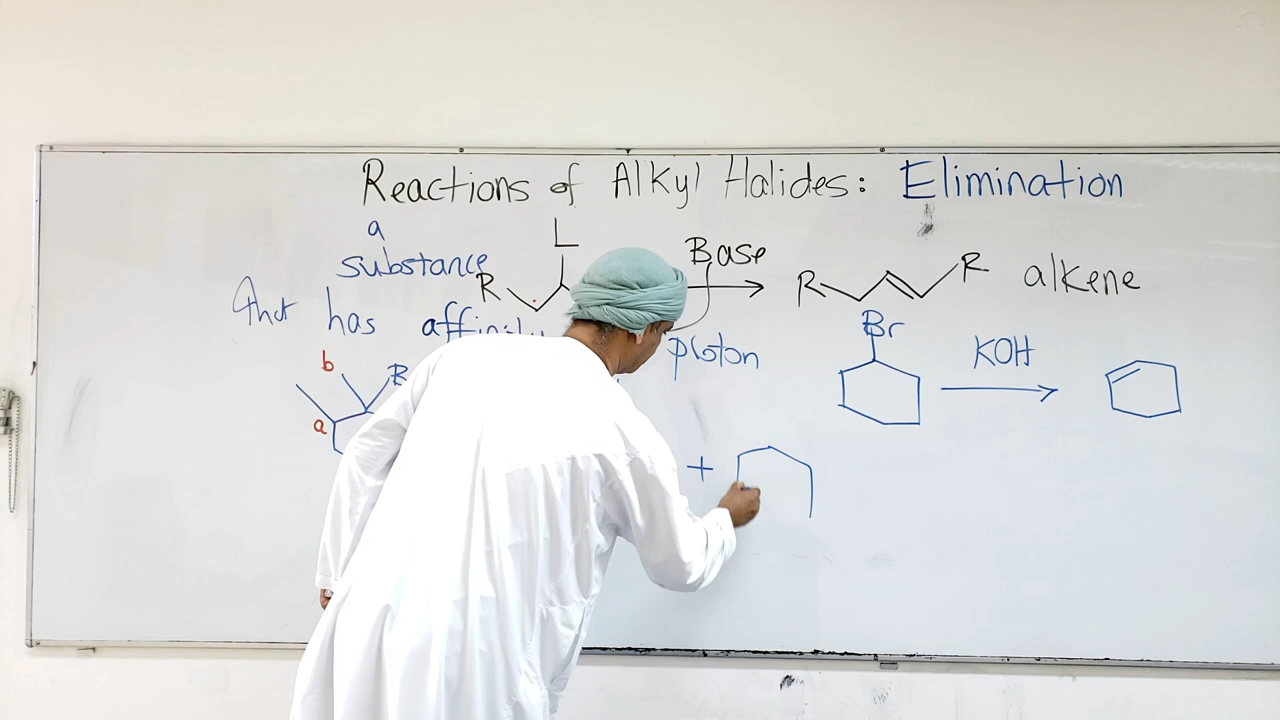 Reactions of Alkyl Halides: Elimination
a
substance
L
R
Base
R
R
alkene
that has
proton
Br
KOH
b
a
+